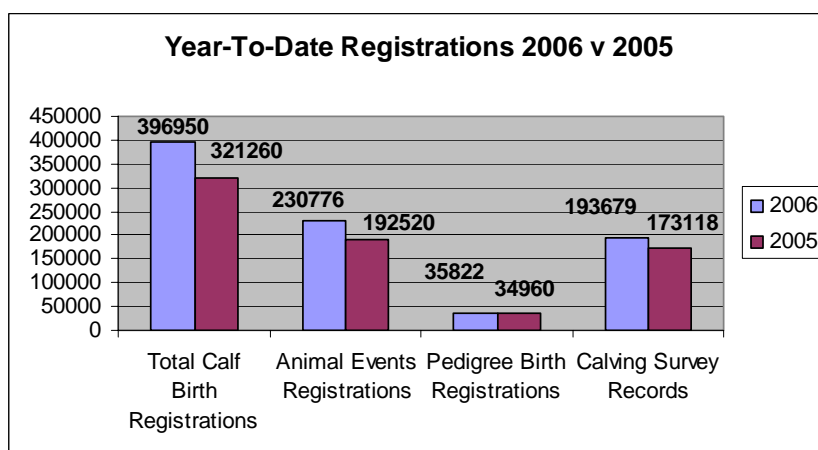 Year-To-Date Registrations 2006 v 2005
450000
400000
350000
300000
250000
200000
150000
100000
50000
0
396950
321260
230776
192520
35822
34960
193679
173118
Total Calf
Birth
Registrations
Animal Events
Registrations
Pedigree Birth
Registrations
Calving Survey
Records
2006
2005